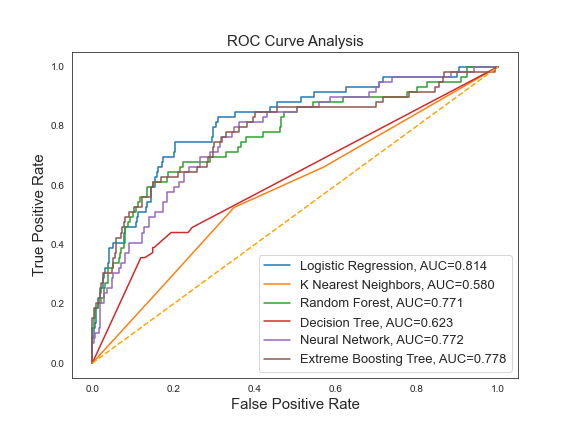 ROC Curve Analysis
True Positive Rate
1.0
0.8
0.6
0.4
0.2
0.0
Logistic Regression, AUC=0.814
K Nearest Neighbors, AUC=0.580
Random Forest, AUC=0.771
Decision Tree, AUC=0.623
Neural Network, AUC=0.772
Extreme Boosting Tree, AUC=0.778
0.0 0.2 0.4 0.6 0.8 1.0
False Positive Rate